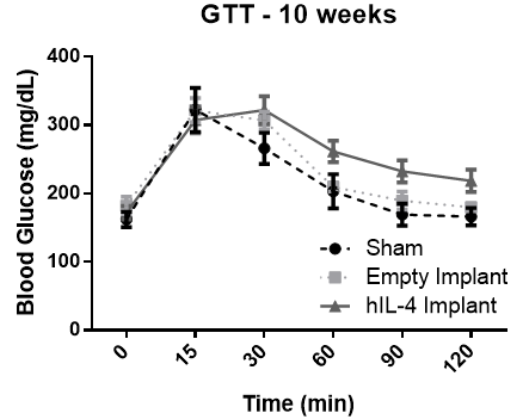 GTT - 10 weeks
Blood Glucose (mg/dL)
400
300
200
100
0
Sham
Empty Implant
hIL-4 Implant
0 15 30 60 90 120
Time (min)